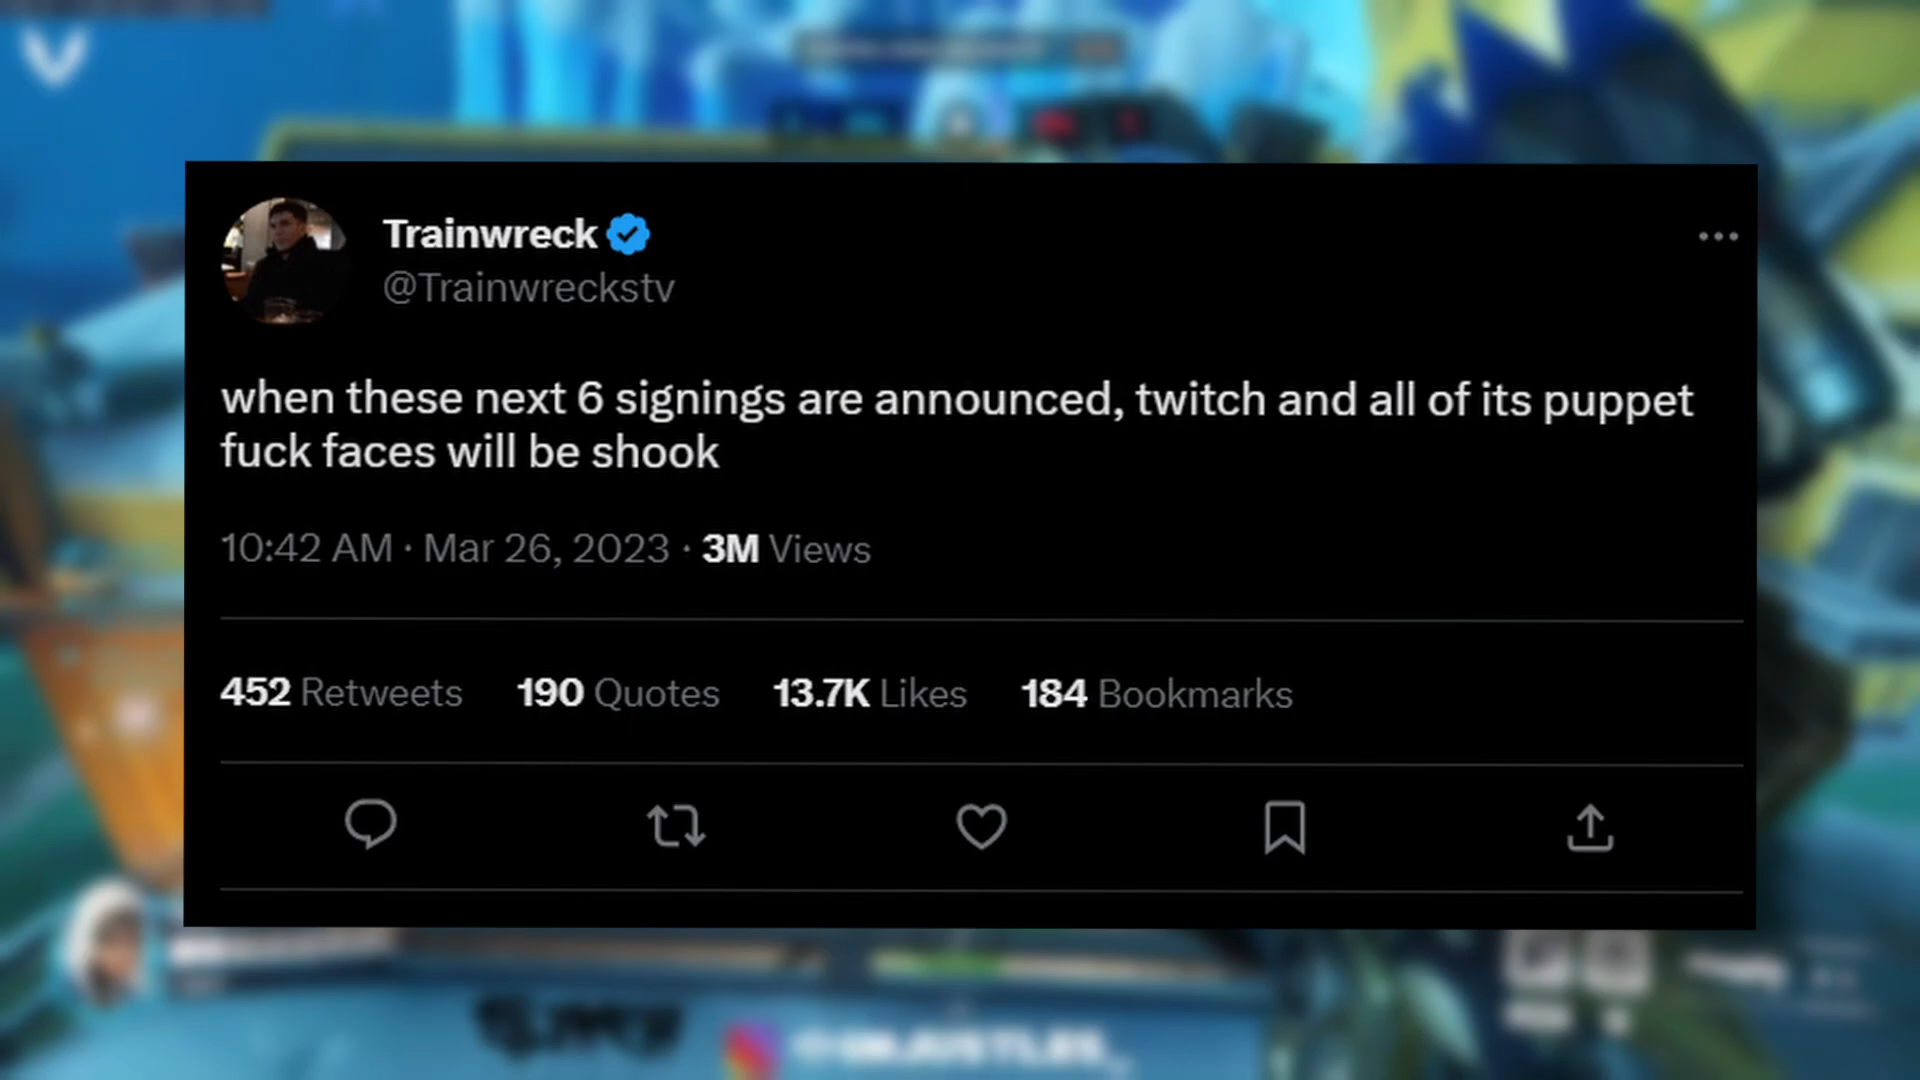 Trainwreck
@Trainwreckstv
when these next 6 signings are announced, twitch and all of its puppet
fuck faces will be shook
10:42 AM · Mar 26, 2023 · 3M Views
452 Retweets 190 Quotes 13.7K Likes 184 Bookmarks